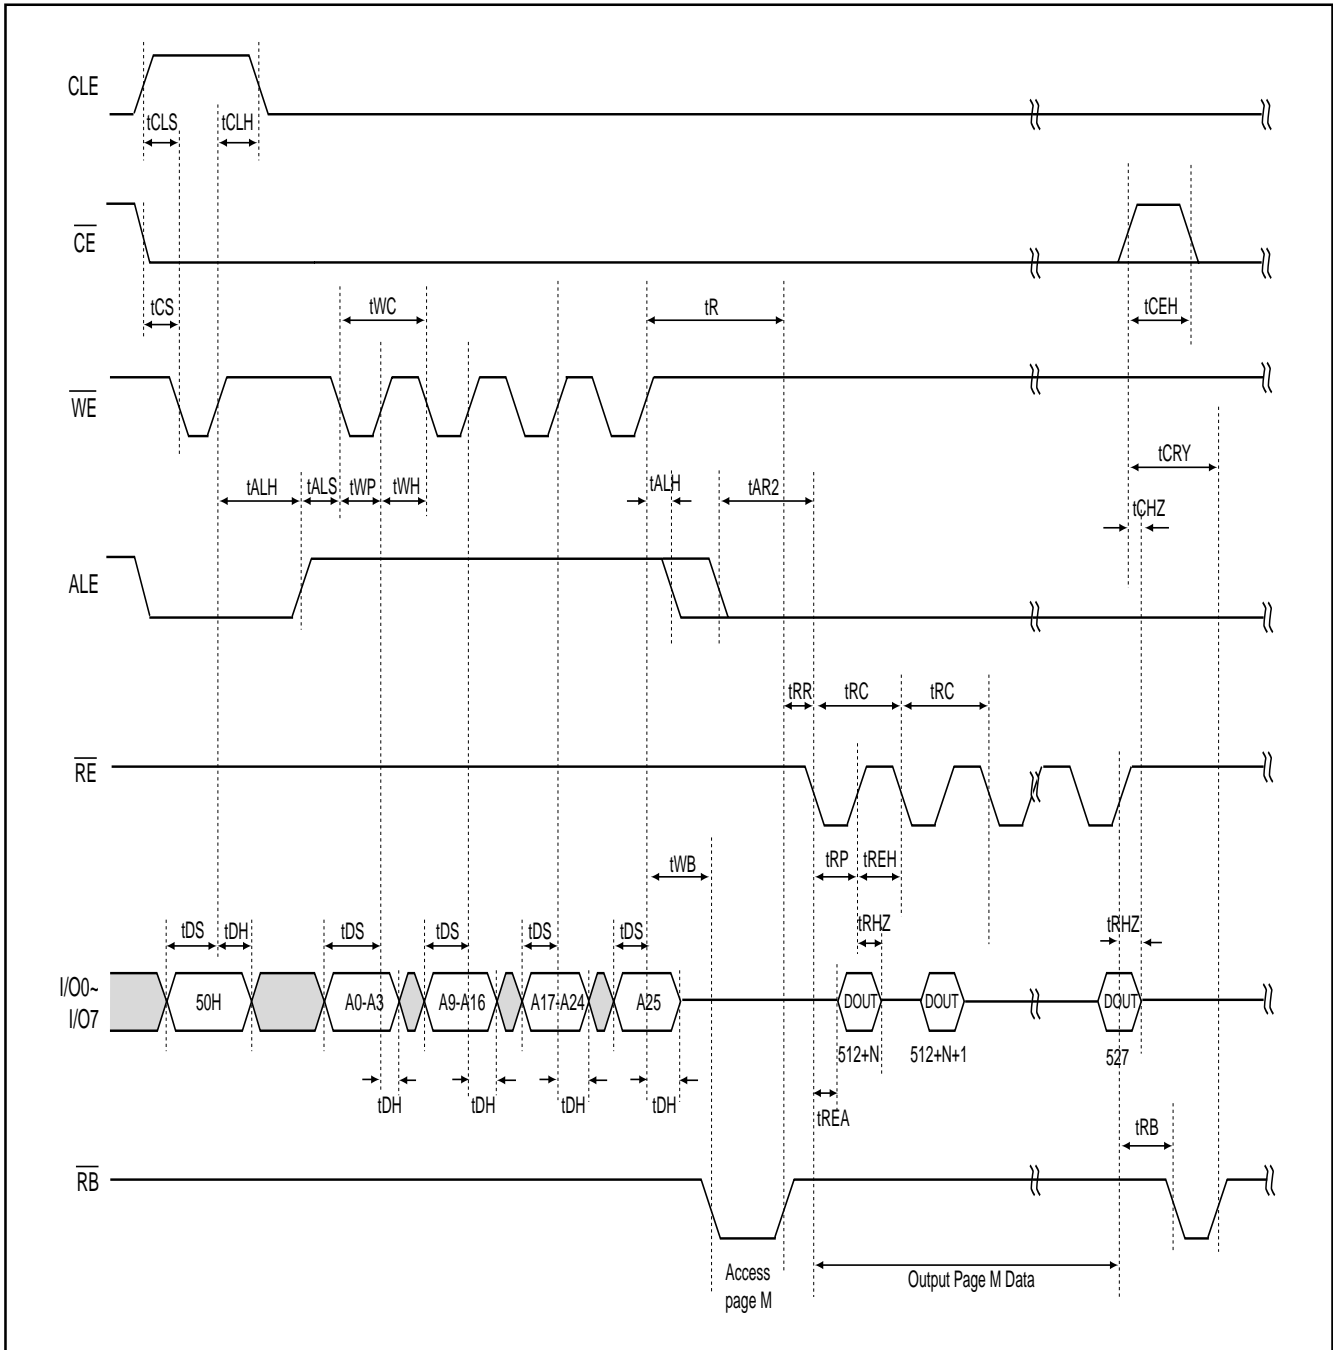 CLE
tCLS tCLH
CE
tCS tWC tR tCEH
WE
tCRY
tALH tALS tWP tWH tALH tAR2
tCHZ
ALE
tRR tRC tRC
RE
tRP tREH
tWB
tRHZ tRHZ
tDS tDH tDS tDS tDS tDS
I/O0~
I/O7
50H A0-A3 A9-A16 A17-A24 A25 DOUT DOUT DOUT
512+N 512+N+1 527
tDH tDH tDH tDH
tREA
tRB
RB
Access
page M
Output Page M Data